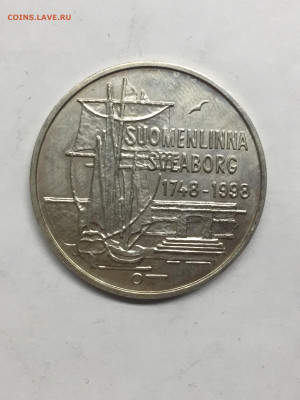 COINS.LAVE.RU
SUOMENLINNA
SVEABORG
1748-1998